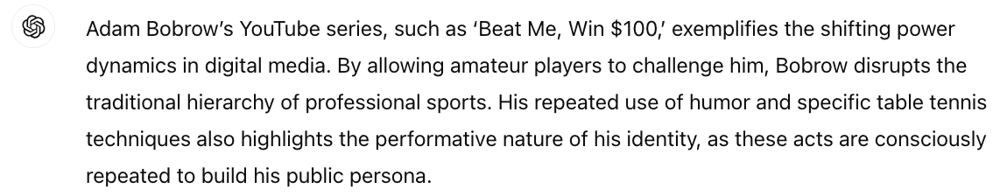 Adam Bobrow’s YouTube series, such as ‘Beat Me, Win $100,’ exemplifies the shifting power
dynamics in digital media. By allowing amateur players to challenge him, Bobrow disrupts the
traditional hierarchy of professional sports. His repeated use of humor and specific table tennis
techniques also highlights the performative nature of his identity, as these acts are consciously
repeated to build his public persona.